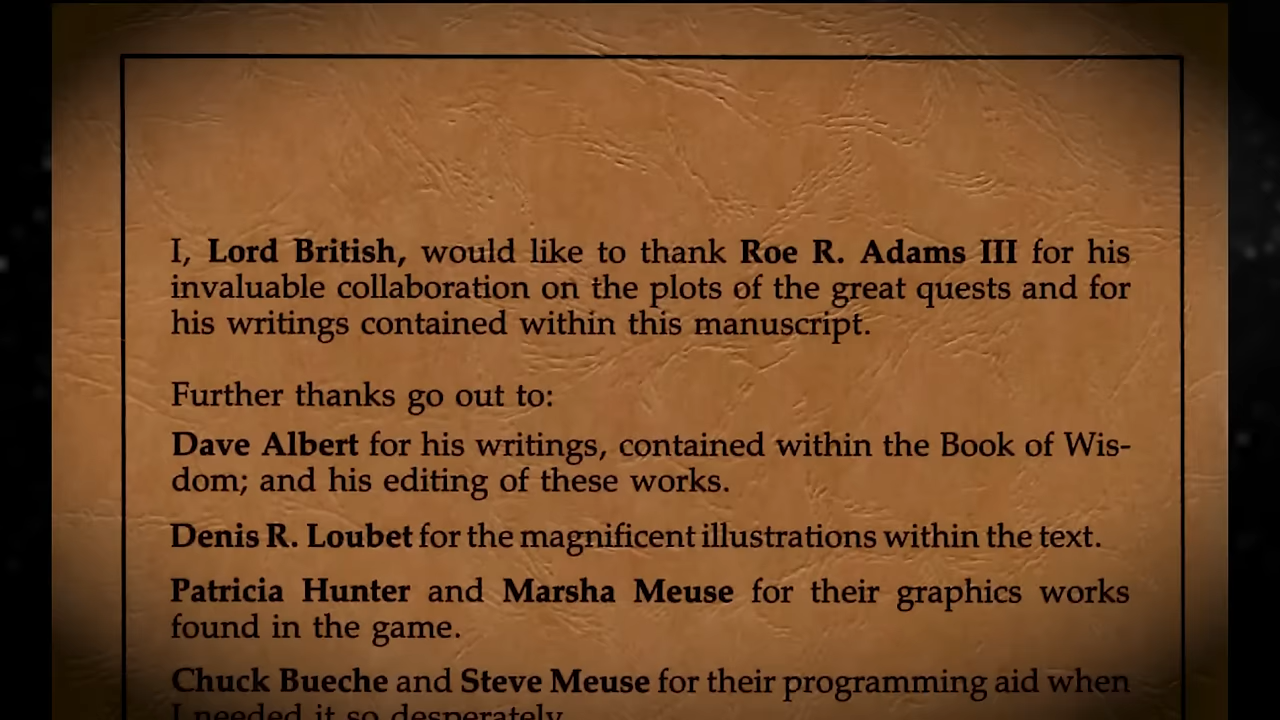 I, Lord British, would like to thank Roe R. Adams III for his
invaluable collaboration on the plots of the great quests and for
his writings contained within this manuscript.
Further thanks go out to:
Dave Albert for his writings, contained within the Book of Wis-
dom; and his editing of these works.
Denis R. Loubet for the magnificent illustrations within the text.
Patricia Hunter and Marsha Meuse for their graphics works
found in the game.
Chuck Bueche and Steve Meuse for their programming aid when
I needed it so desperately.